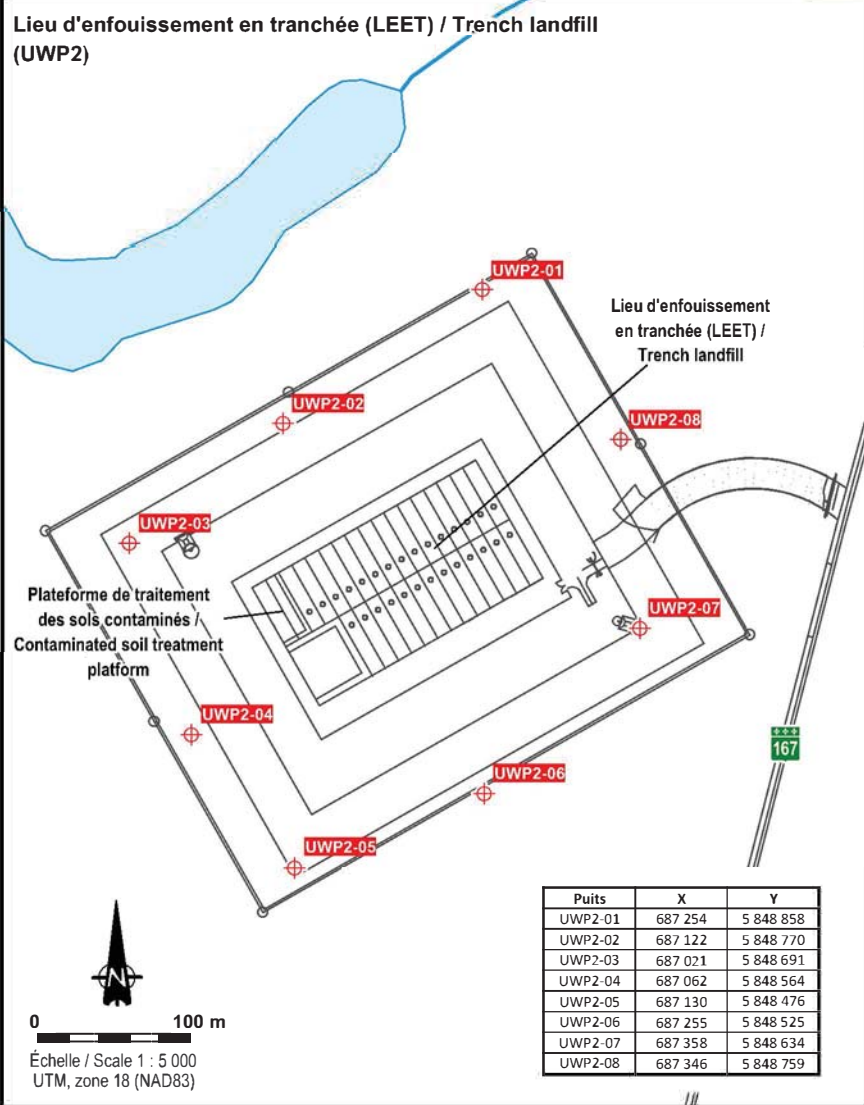 Lieu d'enfouissement en tranchée (LEET) / Trench landfill
(UWP2)
UWP2-01
Lieu d'enfouissement
en tranchée (LEET) /
Trench landfill
UWP2-02
UWP2-08
UWP2-03
Plateforme de traitement
des sols contaminés /
Contaminated soil treatment
platform
UWP2-07
UWP2-04
167
UWP2-06
UWP2-05
N
0 100 m
Échelle / Scale 1 : 5 000
UTM, zone 18 (NAD83)
Puits X Y
UWP2-01 687 254 5 848 858
UWP2-02 687 122 5 848 770
UWP2-03 687 021 5 848 691
UWP2-04 687 062 5 848 564
UWP2-05 687 130 5 848 476
UWP2-06 687 255 5 848 525
UWP2-07 687 358 5 848 634
UWP2-08 687 346 5 848 759